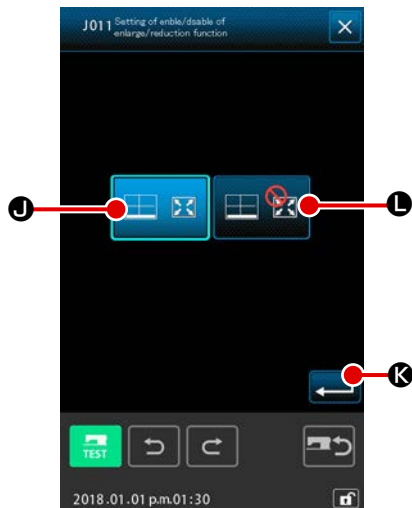 J011 Setting of enble/dsable of
enlarge/reduction function
J
L
K
TEST
2018.01.01 p.m.01:30